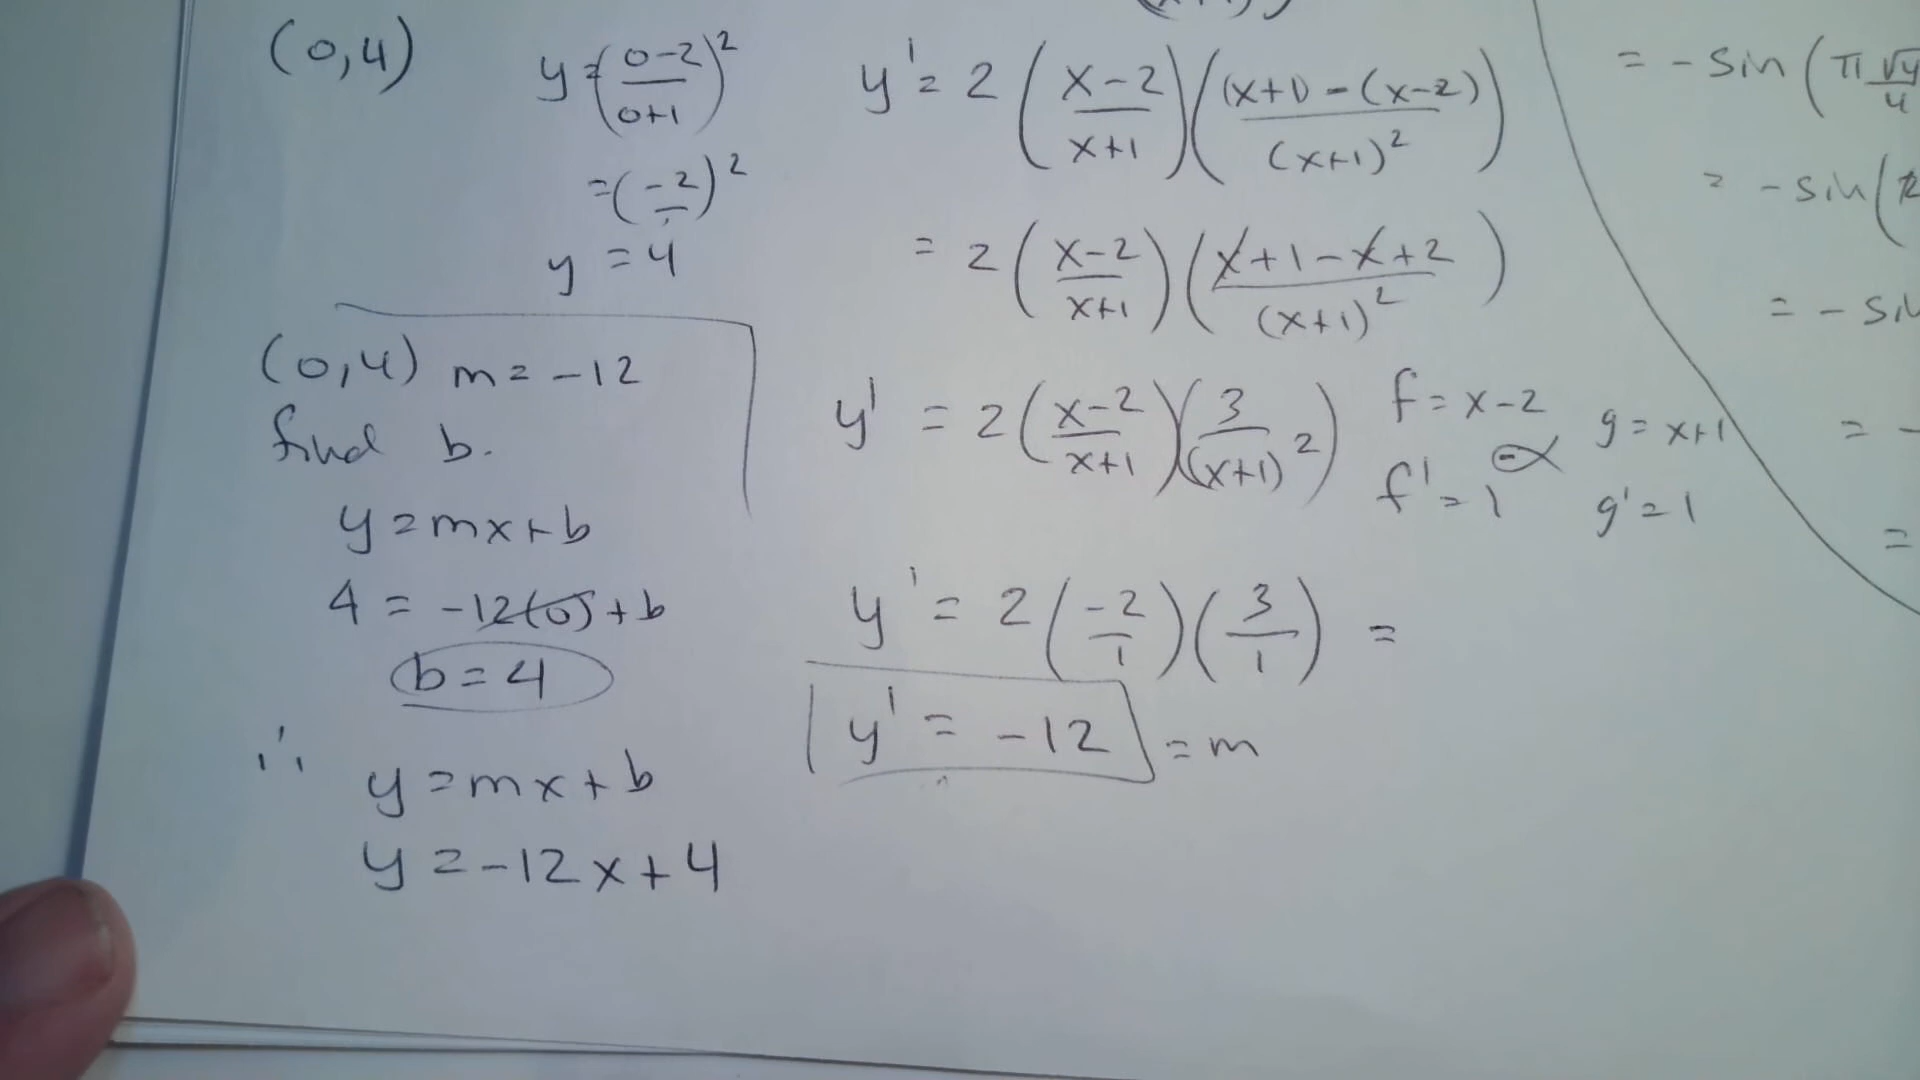 (0,4)
y = ((0-2)/(0+1))^2
= (-2/1)^2
y = 4
(0,4) m = -12
find b.
y = mx + b
4 = -12(0) + b
b = 4
∴ y = mx + b
y = -12x + 4
y' = 2 ((x-2)/(x+1)) (((x+1) - (x-2))/(x+1)^2)
= 2 ((x-2)/(x+1)) ((x+1-x+2)/(x+1)^2)
y' = 2 ((x-2)/(x+1)) (3/(x+1)^2)
f = x-2 g = x+1
f' = 1 g' = 1
y' = 2 (-2/1) (3/1) =
y' = -12 = m
= - sin (π √4/4
= - sin (
= - si
= -
=